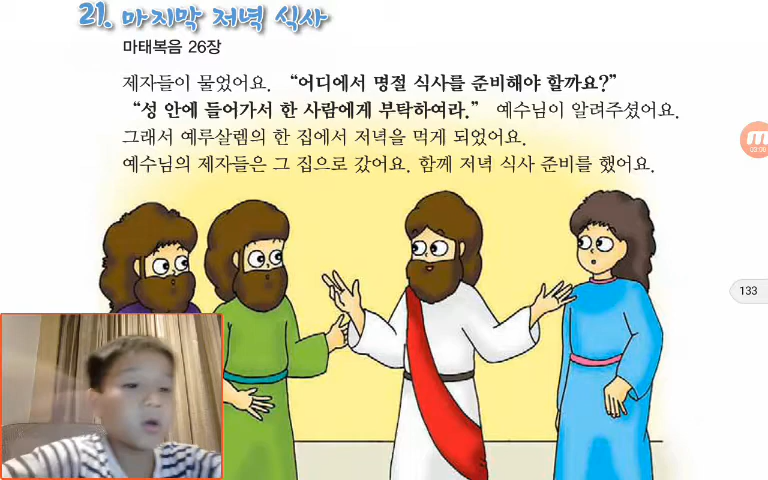 21. 마지막 저녁 식사
마태복음 26장
제자들이 물었어요. “어디에서 명절 식사를 준비해야 할까요?”
“성 안에 들어가서 한 사람에게 부탁하여라.” 예수님이 알려주셨어요.
그래서 예루살렘의 한 집에서 저녁을 먹게 되었어요.
예수님의 제자들은 그 집으로 갔어요. 함께 저녁 식사 준비를 했어요.
m
00:06
133